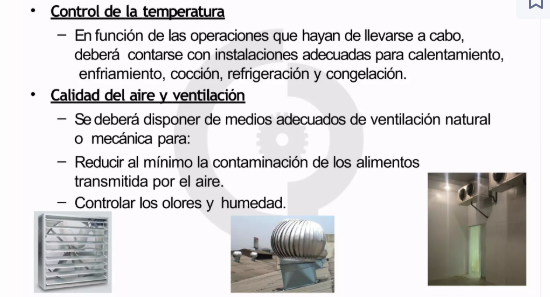 • Control de la temperatura
– En función de las operaciones que hayan de llevarse a cabo,
deberá contarse con instalaciones adecuadas para calentamiento,
enfriamiento, cocción, refrigeración y congelación.
• Calidad del aire y ventilación
– Se deberá disponer de medios adecuados de ventilación natural
o mecánica para:
– Reducir al mínimo la contaminación de los alimentos
transmitida por el aire.
– Controlar los olores y humedad.